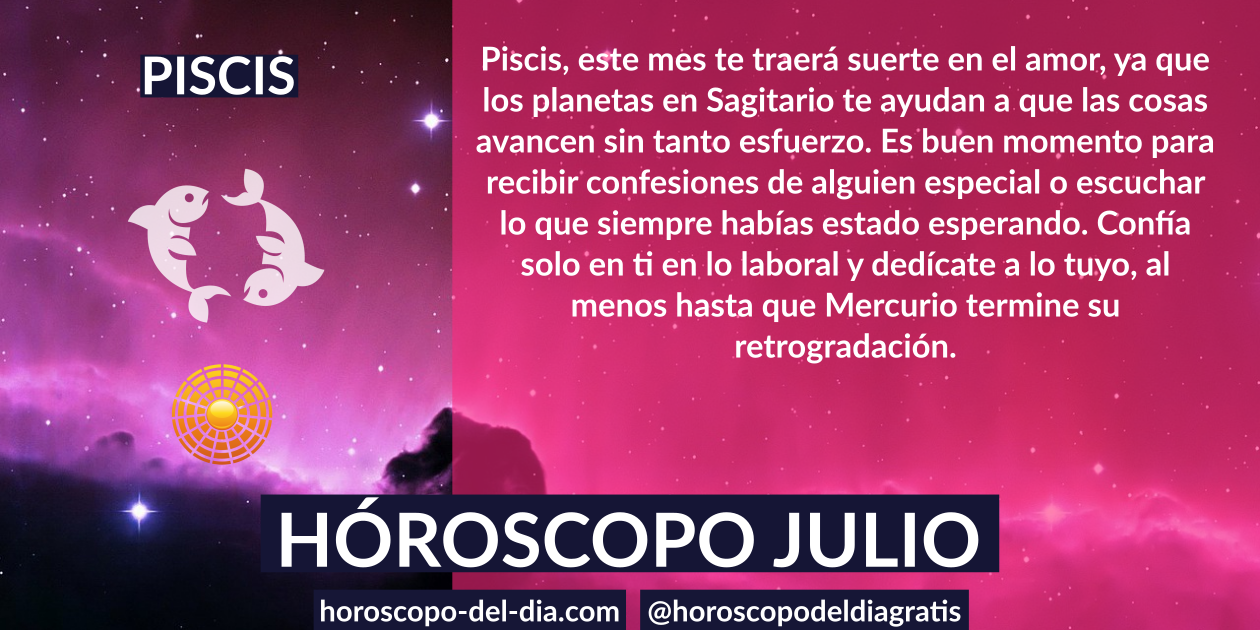 PISCIS
Piscis, este mes te traerá suerte en el amor, ya que
los planetas en Sagitario te ayudan a que las cosas
avancen sin tanto esfuerzo. Es buen momento para
recibir confesiones de alguien especial o escuchar
lo que siempre habías estado esperando. Confía
solo en ti en lo laboral y dedícate a lo tuyo, al
menos hasta que Mercurio termine su
retrogradación.
HÓROSCOPO JULIO
horoscopo-del-dia.com
@horoscopodeldiagratis